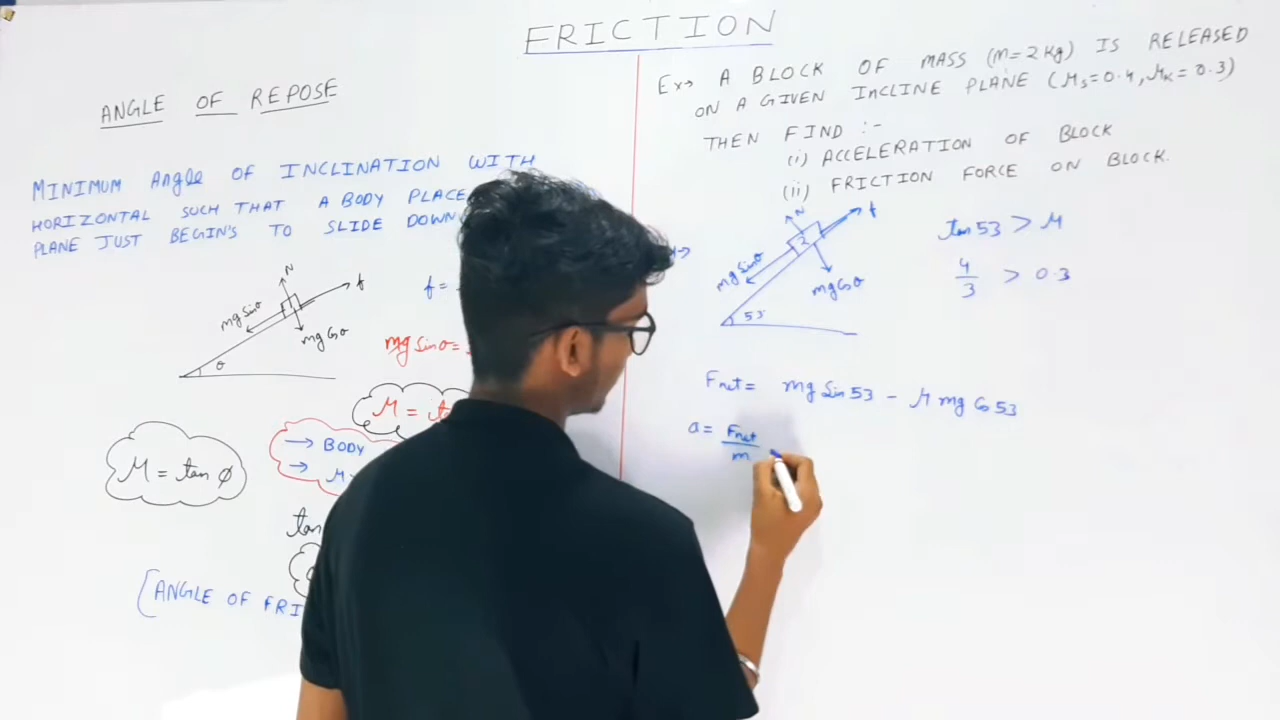 FRICTION
ANGLE OF REPOSE
MINIMUM Angle OF INCLINATION WITH
HORIZONTAL SUCH THAT A BODY PLACE
PLANE JUST BEGIN'S TO SLIDE DOWN
N
f
mg Sinθ
mg Cosθ
θ
f =
mg Sinθ =
μ =
μ = tan ø
→ BODY
→ μ
tan
[ANGLE OF FRI
Ex→ A BLOCK OF MASS (m=2 kg) IS RELEASED
ON A GIVEN INCLINE PLANE (μs=0.4, μk=0.3)
THEN FIND :-
(i) ACCELERATION OF BLOCK
(ii) FRICTION FORCE ON BLOCK.
N
f
2
mg Sinθ
mg Cosθ
53°
tan 53 > μ
4/3 > 0.3
Fnet = mg Sin 53 - μ mg Cos 53
a = Fnet/m